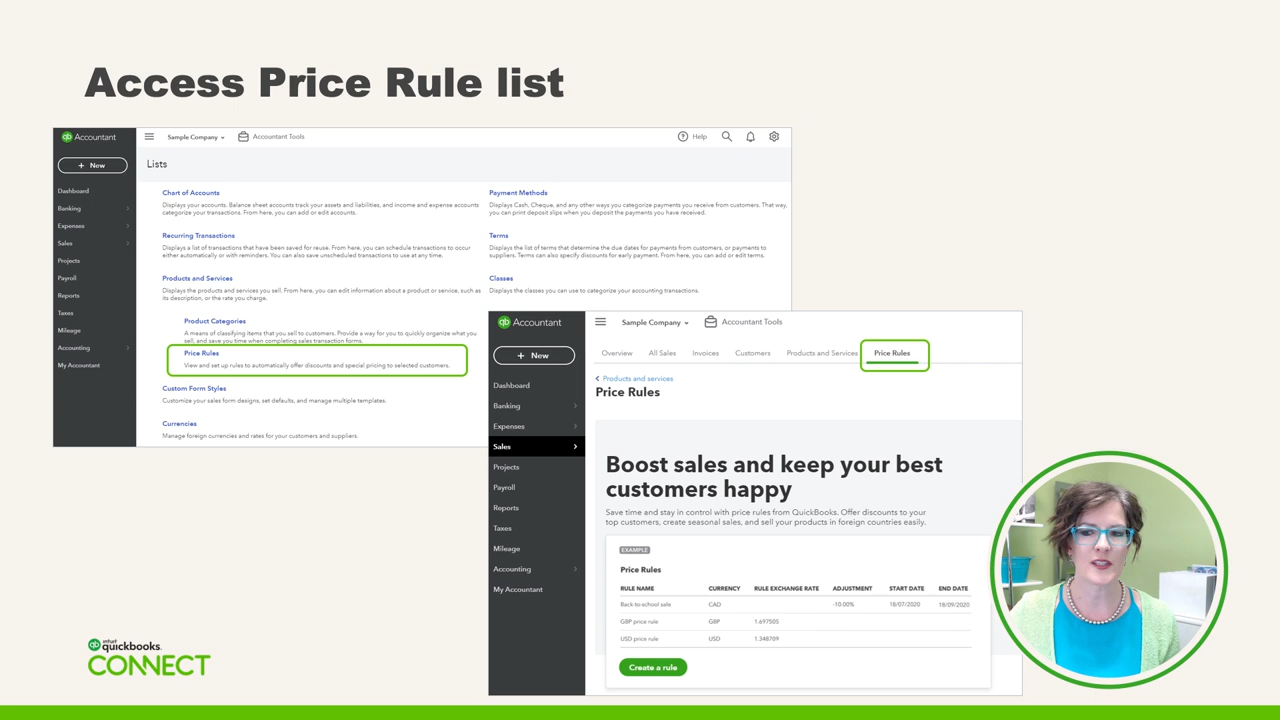 Access Price Rule list
qb Accountant
Sample Company
Accountant Tools
Help
+ New
Lists
Dashboard
Banking
Expenses
Sales
Projects
Payroll
Reports
Taxes
Mileage
Accounting
My Accountant
Chart of Accounts
Displays your accounts. Balance sheet accounts track your assets and liabilities, and income and expense accounts
categorize your transactions. From here, you can add or edit accounts.
Recurring Transactions
Displays a list of transactions that have been saved for reuse. From here, you can schedule transactions to occur
either automatically or with reminders. You can also save unscheduled transactions to use at any time.
Products and Services
Displays the products and services you sell. From here, you can edit information about a product or service, such as
its description, or the rate you charge.
Product Categories
A means of classifying items that you sell to customers. Provide a way for you to quickly organize what you
sell, and save you time when completing sales transaction forms.
Price Rules
View and set up rules to automatically offer discounts and special pricing to selected customers.
Custom Form Styles
Customize your sales form designs, set defaults, and manage multiple templates.
Currencies
Manage foreign currencies and rates for your customers and suppliers.
Payment Methods
Displays Cash, Cheque, and any other ways you categorize payments you receive from customers. That way,
you can print deposit slips when you deposit the payments you have received.
Terms
Displays the list of terms that determine the due dates for payments from customers, or payments to
suppliers. Terms can also specify discounts for early payment. From here, you can add or edit terms.
Classes
Displays the classes you can use to categorize your accounting transactions.
qb Accountant
Sample Company
Accountant Tools
+ New
Dashboard
Banking
Expenses
Sales
Projects
Payroll
Reports
Taxes
Mileage
Accounting
My Accountant
Overview All Sales Invoices Customers Products and Services Price Rules
Products and services
Price Rules
Boost sales and keep your best
customers happy
Save time and stay in control with price rules from QuickBooks. Offer discounts to your
top customers, create seasonal sales, and sell your products in foreign countries easily.
EXAMPLE
Price Rules
RULE NAME CURRENCY RULE EXCHANGE RATE ADJUSTMENT START DATE END DATE
Back-to-school sale CAD -10.00% 18/07/2020 18/09/2020
GBP price rule GBP 1.697505
USD price rule USD 1.348709
Create a rule
qb intuit
quickbooks.
CONNECT